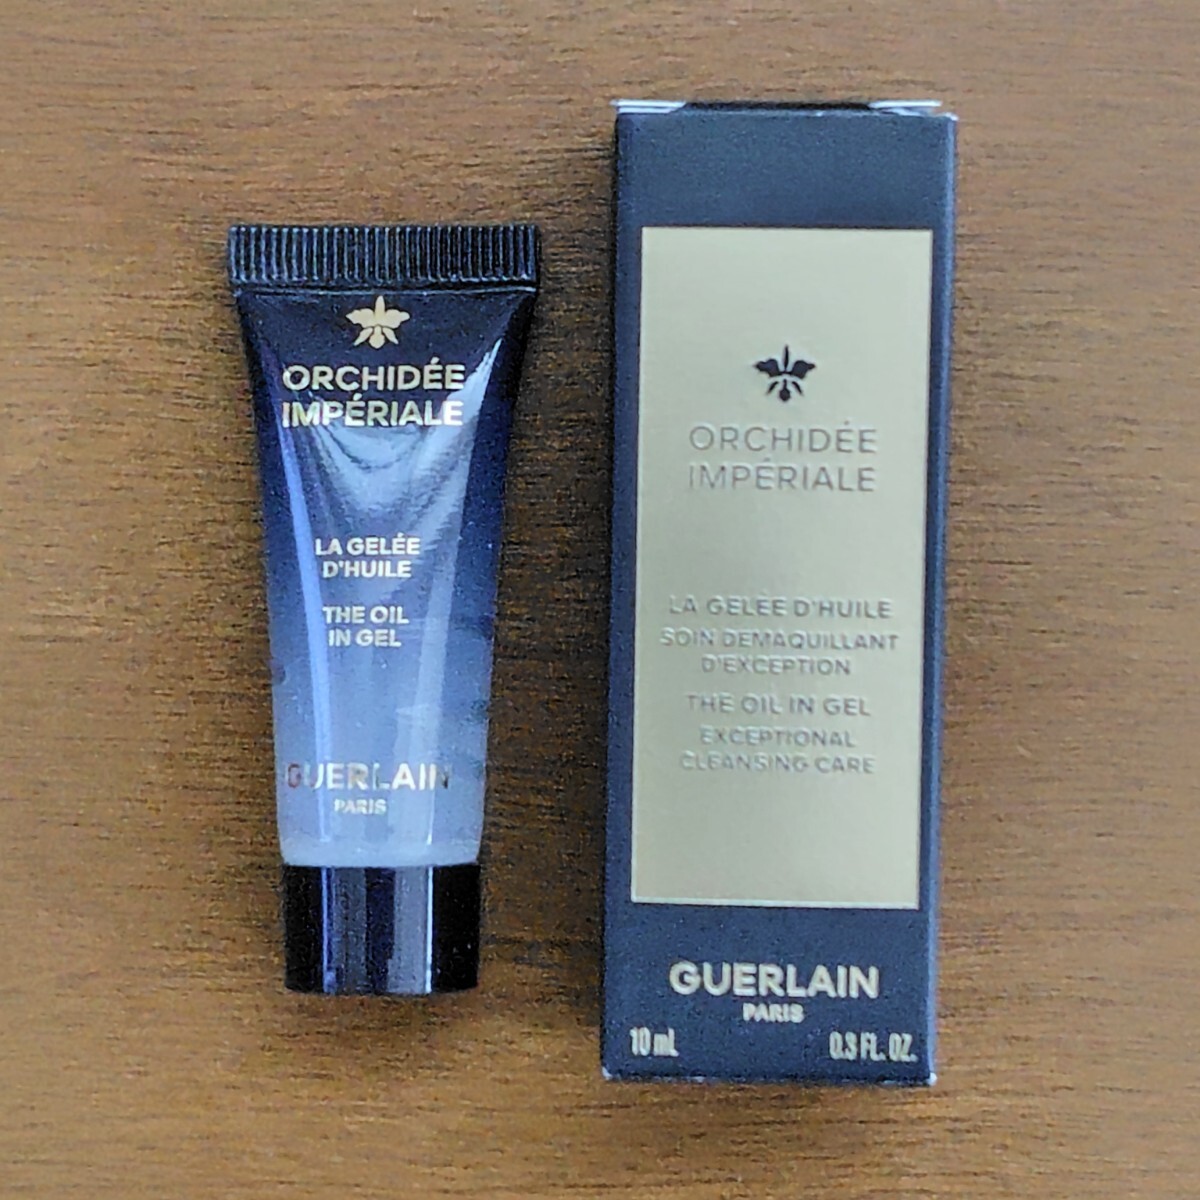 ORCHIDÉE
IMPÉRIALE
LA GELÉE
D'HUILE
THE OIL
IN GEL
GUERLAIN
PARIS
ORCHIDÉE
IMPÉRIALE
LA GELÉE D'HUILE
SOIN DÉMAQUILLANT
D'EXCEPTION
THE OIL-IN GEL
EXCEPTIONAL
CLEANSING CARE
GUERLAIN
PARIS
10 mL 0.3 FL. OZ.